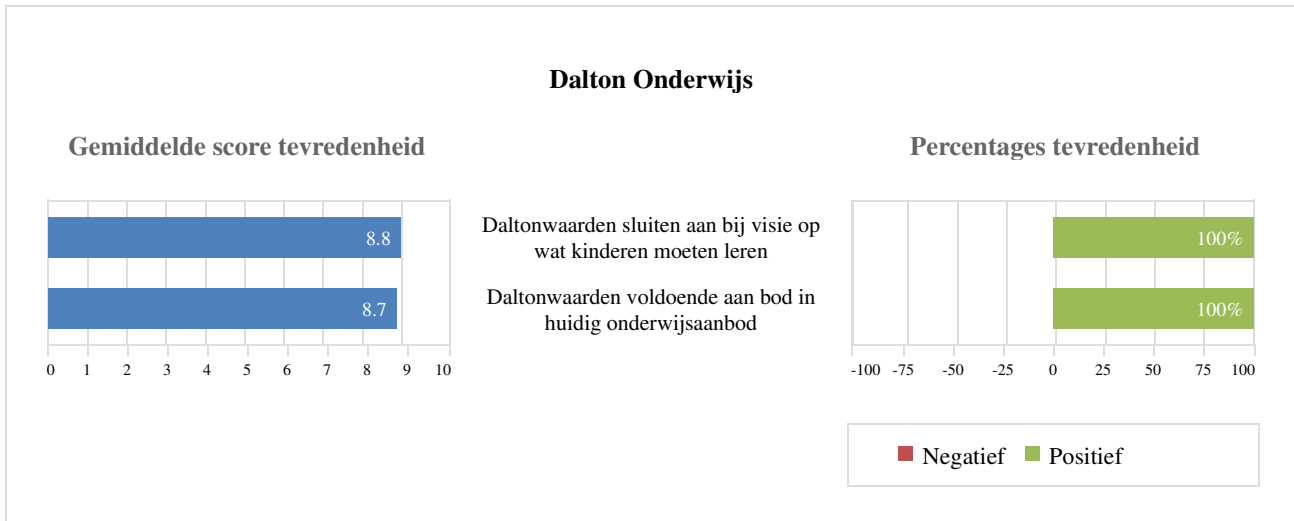 Dalton Onderwijs
Gemiddelde score tevredenheid
Percentages tevredenheid
8.8
Daltonwaarden sluiten aan bij visie op
wat kinderen moeten leren
100%
8.7
Daltonwaarden voldoende aan bod in
huidig onderwijsaanbod
100%
0 1 2 3 4 5 6 7 8 9 10
-100 -75 -50 -25 0 25 50 75 100
Negatief Positief